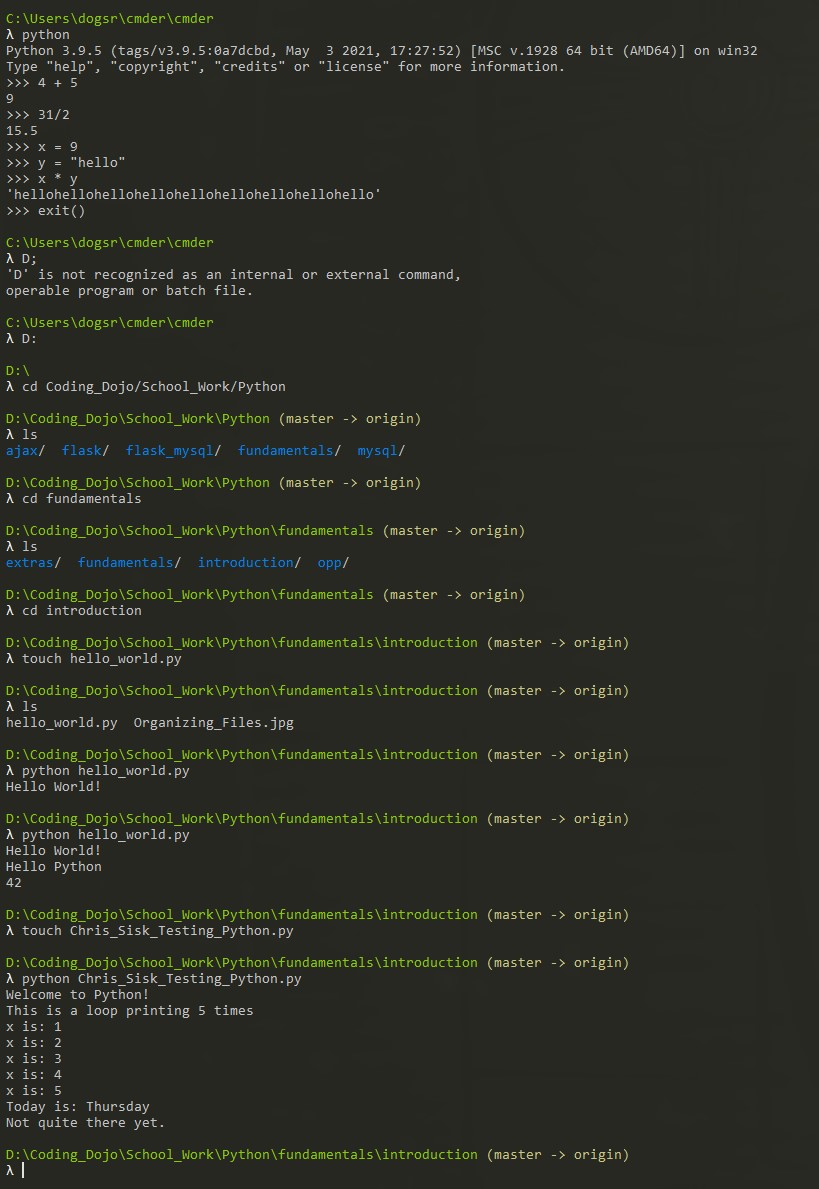 C:\Users\dogsr\cmder\cmder
λ python
Python 3.9.5 (tags/v3.9.5:0a7dcbd, May  3 2021, 17:27:52) [MSC v.1928 64 bit (AMD64)] on win32
Type "help", "copyright", "credits" or "license" for more information.
>>> 4 + 5
9
>>> 31/2
15.5
>>> x = 9
>>> y = "hello"
>>> x * y
'hellohellohellohellohellohellohellohellohello'
>>> exit()
C:\Users\dogsr\cmder\cmder
λ D;
'D' is not recognized as an internal or external command,
operable program or batch file.
C:\Users\dogsr\cmder\cmder
λ D:
D:\
λ cd Coding_Dojo/School_Work/Python
D:\Coding_Dojo\School_Work\Python (master -> origin)
λ ls
ajax/  flask/  flask_mysql/  fundamentals/  mysql/
D:\Coding_Dojo\School_Work\Python (master -> origin)
λ cd fundamentals
D:\Coding_Dojo\School_Work\Python\fundamentals (master -> origin)
λ ls
extras/  fundamentals/  introduction/  opp/
D:\Coding_Dojo\School_Work\Python\fundamentals (master -> origin)
λ cd introduction
D:\Coding_Dojo\School_Work\Python\fundamentals\introduction (master -> origin)
λ touch hello_world.py
D:\Coding_Dojo\School_Work\Python\fundamentals\introduction (master -> origin)
λ ls
hello_world.py  Organizing_Files.jpg
D:\Coding_Dojo\School_Work\Python\fundamentals\introduction (master -> origin)
λ python hello_world.py
Hello World!
D:\Coding_Dojo\School_Work\Python\fundamentals\introduction (master -> origin)
λ python hello_world.py
Hello World!
Hello Python
42
D:\Coding_Dojo\School_Work\Python\fundamentals\introduction (master -> origin)
λ touch Chris_Sisk_Testing_Python.py
D:\Coding_Dojo\School_Work\Python\fundamentals\introduction (master -> origin)
λ python Chris_Sisk_Testing_Python.py
Welcome to Python!
This is a loop printing 5 times
x is: 1
x is: 2
x is: 3
x is: 4
x is: 5
Today is: Thursday
Not quite there yet.
D:\Coding_Dojo\School_Work\Python\fundamentals\introduction (master -> origin)
λ